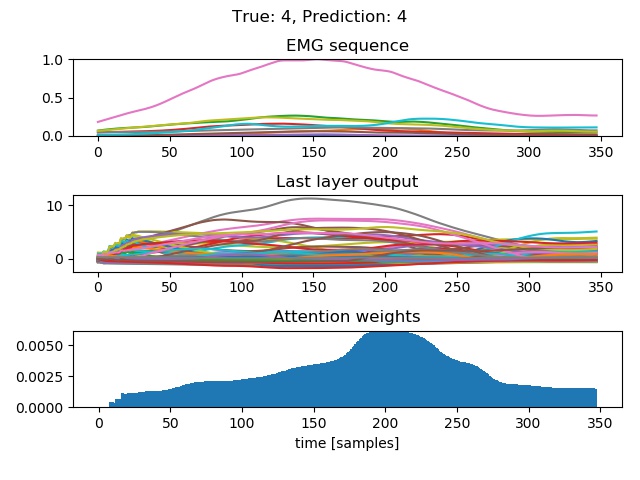 True: 4, Prediction: 4
EMG sequence
1.0
0.5
0.0
0 50 100 150 200 250 300 350
Last layer output
10
0
0 50 100 150 200 250 300 350
Attention weights
0.0050
0.0025
0.0000
0 50 100 150 200 250 300 350
time [samples]